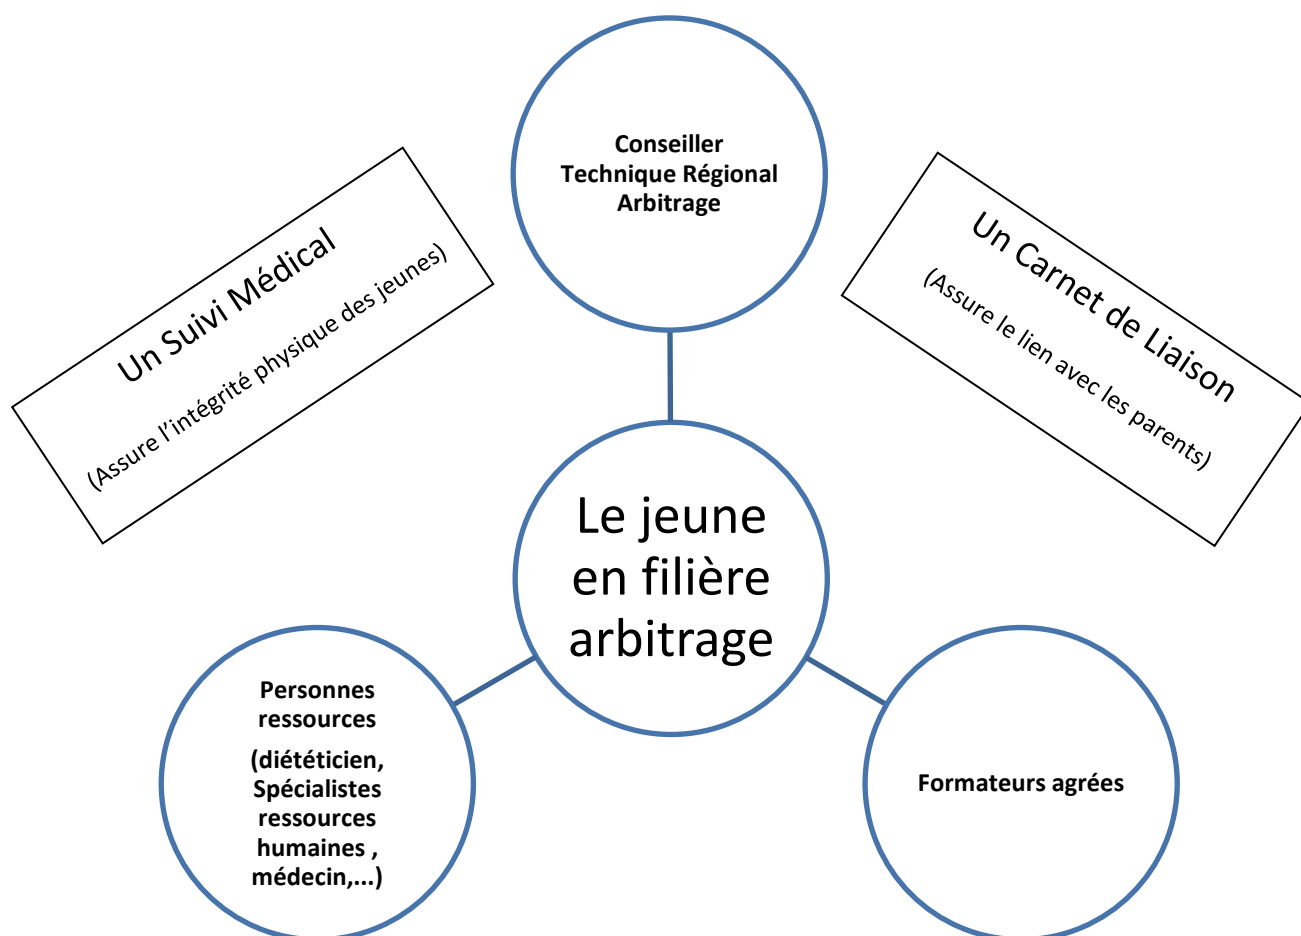 Conseiller
Technique Régional
Arbitrage
Un Suivi Médical
(Assure l’intégrité physique des jeunes)
Un Carnet de Liaison
(Assure le lien avec les parents)
Le jeune
en filière
arbitrage
Personnes
ressources
(diététicien,
Spécialistes
ressources
humaines ,
médecin,...)
Formateurs agrées